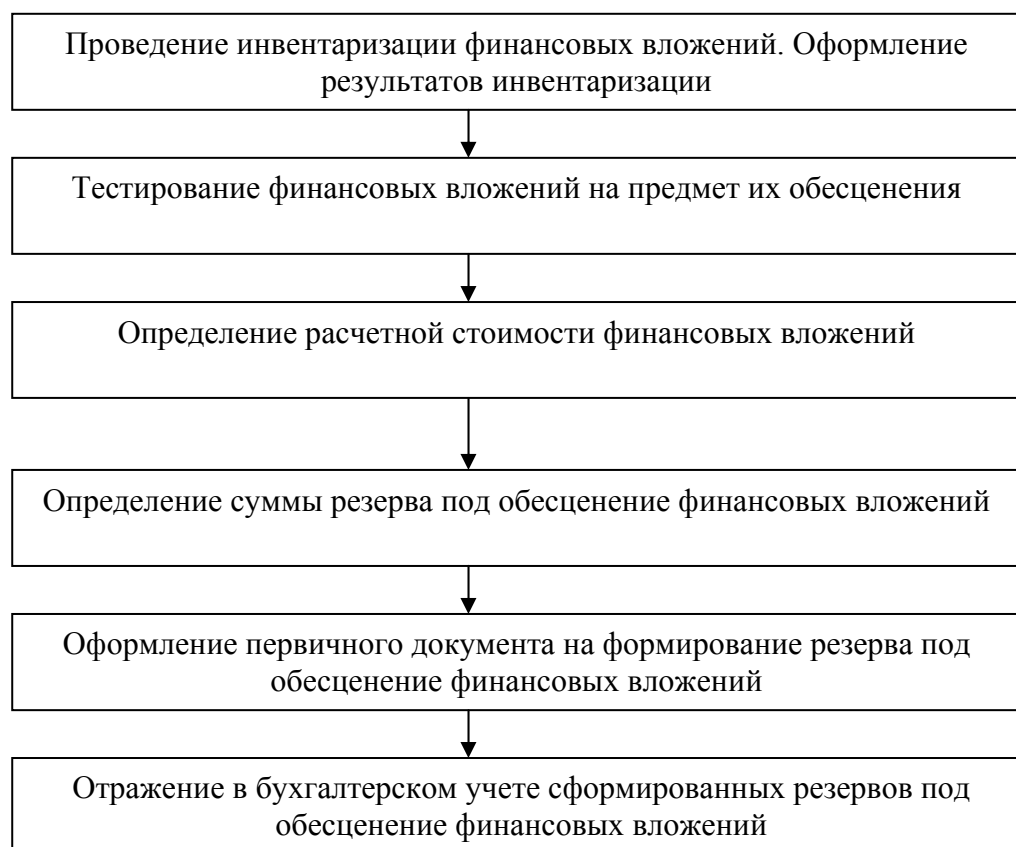 Проведение инвентаризации финансовых вложений. Оформление
результатов инвентаризации
Тестирование финансовых вложений на предмет их обесценения
Определение расчетной стоимости финансовых вложений
Определение суммы резерва под обесценение финансовых вложений
Оформление первичного документа на формирование резерва под
обесценение финансовых вложений
Отражение в бухгалтерском учете сформированных резервов под
обесценение финансовых вложений